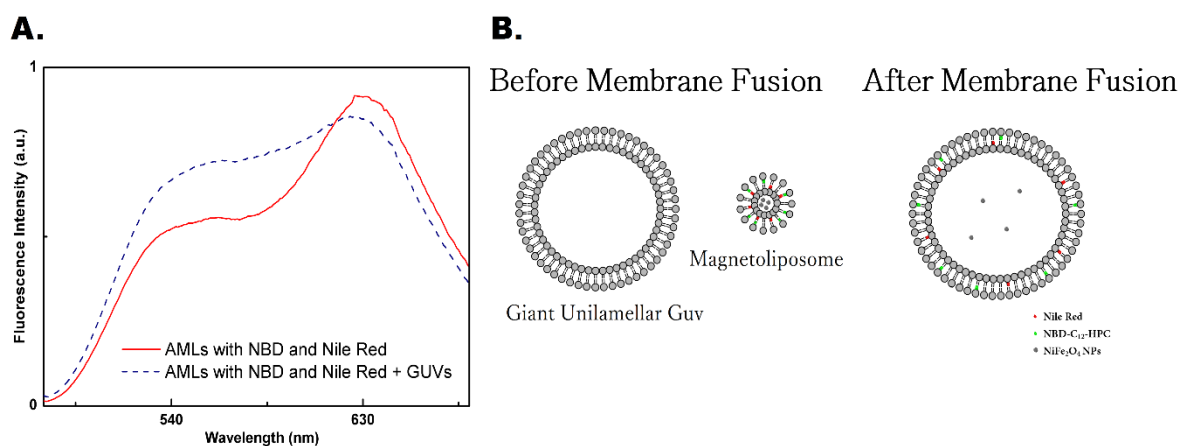 A.
1
0
Fluorescence Intensity (a.u.)
AMLs with NBD and Nile Red
AMLs with NBD and Nile Red + GUVs
540
630
Wavelength (nm)
B.
Before Membrane Fusion
After Membrane Fusion
Magnetoliposome
Giant Unilamellar Guv
Nile Red
NBD-C₁₂-HPC
NiFe₂O₄ NPs